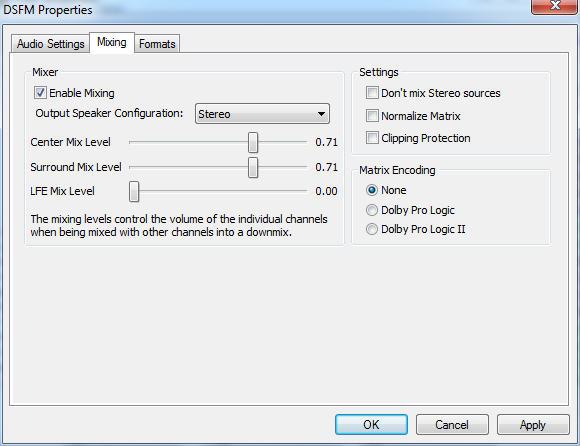 DSFM Properties
Audio Settings
Mixing
Formats
Mixer
Enable Mixing
Output Speaker Configuration: Stereo
Center Mix Level 0.71
Surround Mix Level 0.71
LFE Mix Level 0.00
The mixing levels control the volume of the individual channels
when being mixed with other channels into a downmix.
Settings
Don't mix Stereo sources
Normalize Matrix
Clipping Protection
Matrix Encoding
None
Dolby Pro Logic
Dolby Pro Logic II
OK
Cancel
Apply